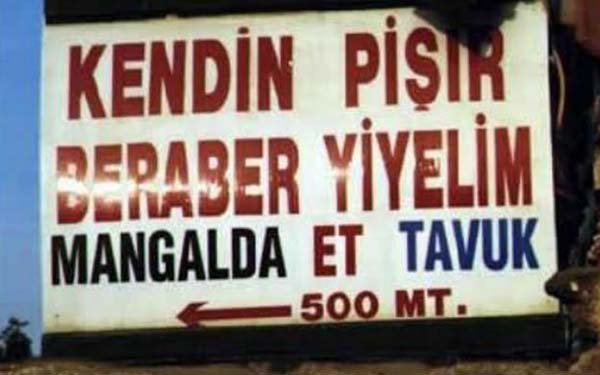 KENDİN PİŞİR
BERABER YİYELİM
MANGALDA ET TAVUK
500 MT.